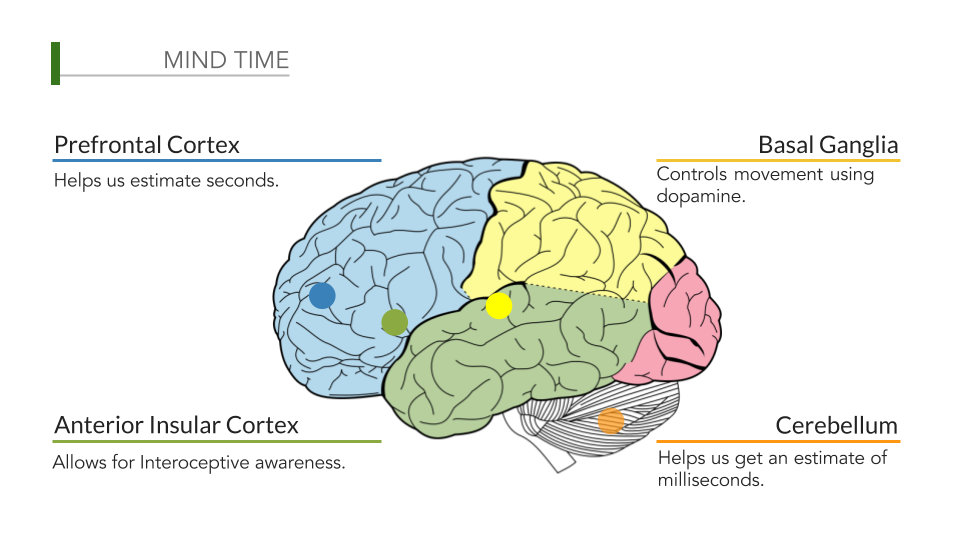 MIND TIME
Prefrontal Cortex
Helps us estimate seconds.
Basal Ganglia
Controls movement using
dopamine.
Anterior Insular Cortex
Allows for Interoceptive awareness.
Cerebellum
Helps us get an estimate of
milliseconds.